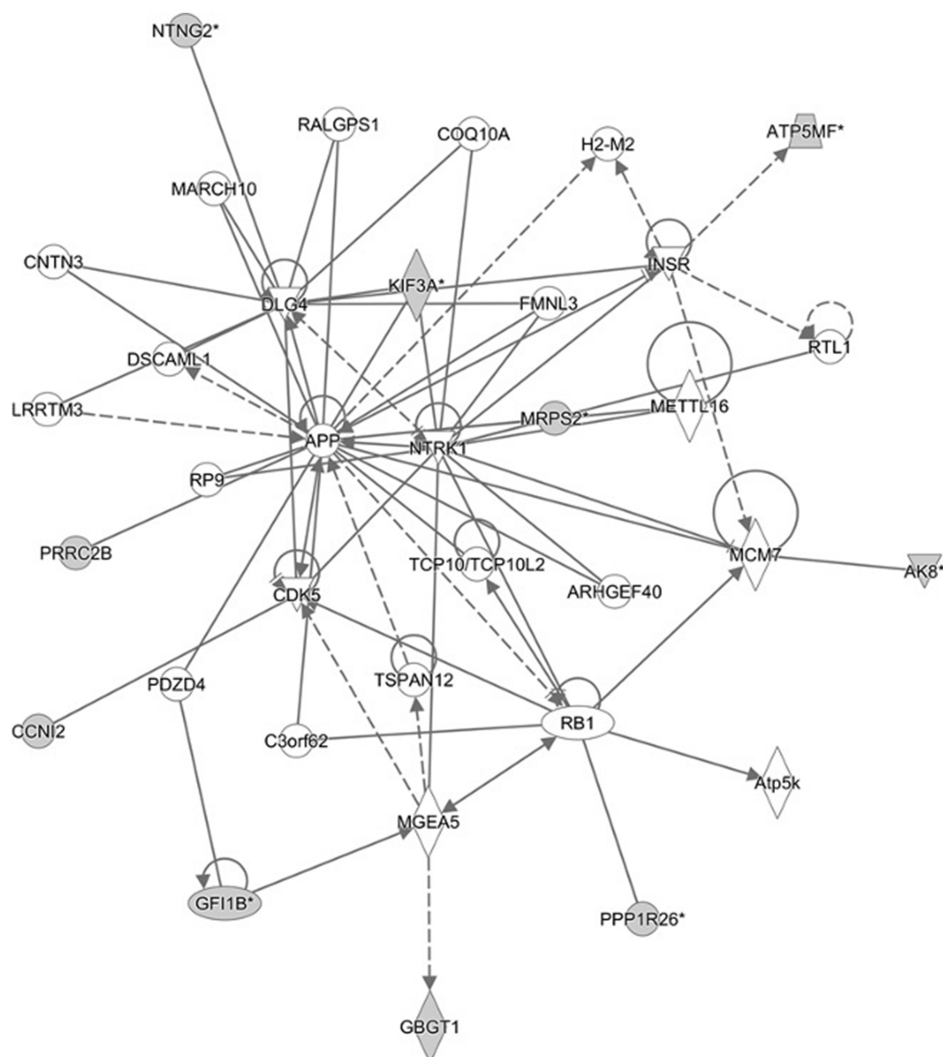 NTNG2*
RALGPS1
COQ10A
H2-M2
ATP5MF*
MARCH10
CNTN3
INSR
KIF3A*
DLG4
FMNL3
RTL1
DSCAML1
LRRTM3
METTL16
MRPS2*
APP
NTRK1
RP9
PRRC2B
MCM7
TCP10/TCP10L2
AK8*
CDK5
ARHGEF40
PDZD4
TSPAN12
CCNI2
C3orf62
RB1
Atp5k
MGEA5
GFI1B*
PPP1R26*
GBGT1